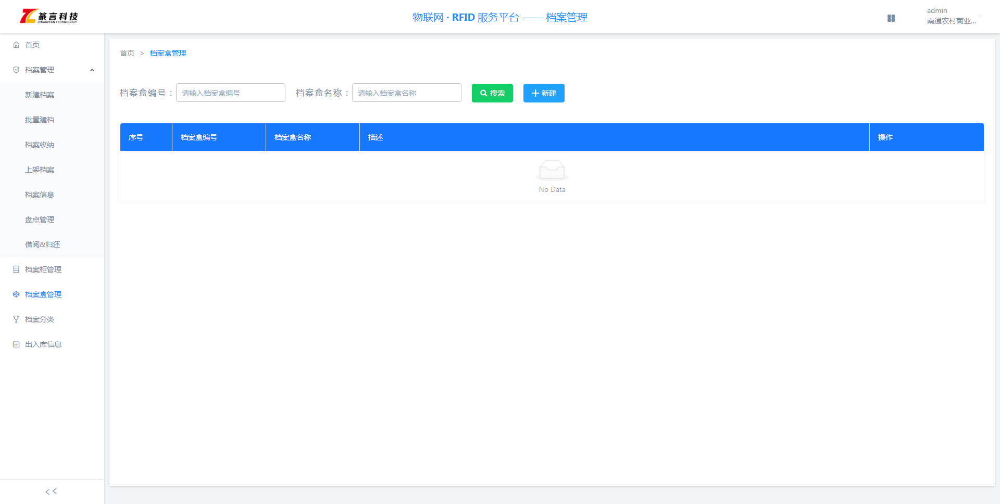 篆言科技
ZHUANYAN TECHNOLOGY
物联网 · RFID 服务平台 —— 档案管理
admin
南通农村商业...
首页
档案管理
新建档案
批量建档
档案收纳
上架档案
档案信息
盘点管理
借阅&归还
档案柜管理
档案盒管理
档案分类
出入库信息
<<
首页 > 档案盒管理
档案盒编号： 请输入档案盒编号 档案盒名称： 请输入档案盒名称 搜索 新建
序号 档案盒编号 档案盒名称 描述 操作
No Data